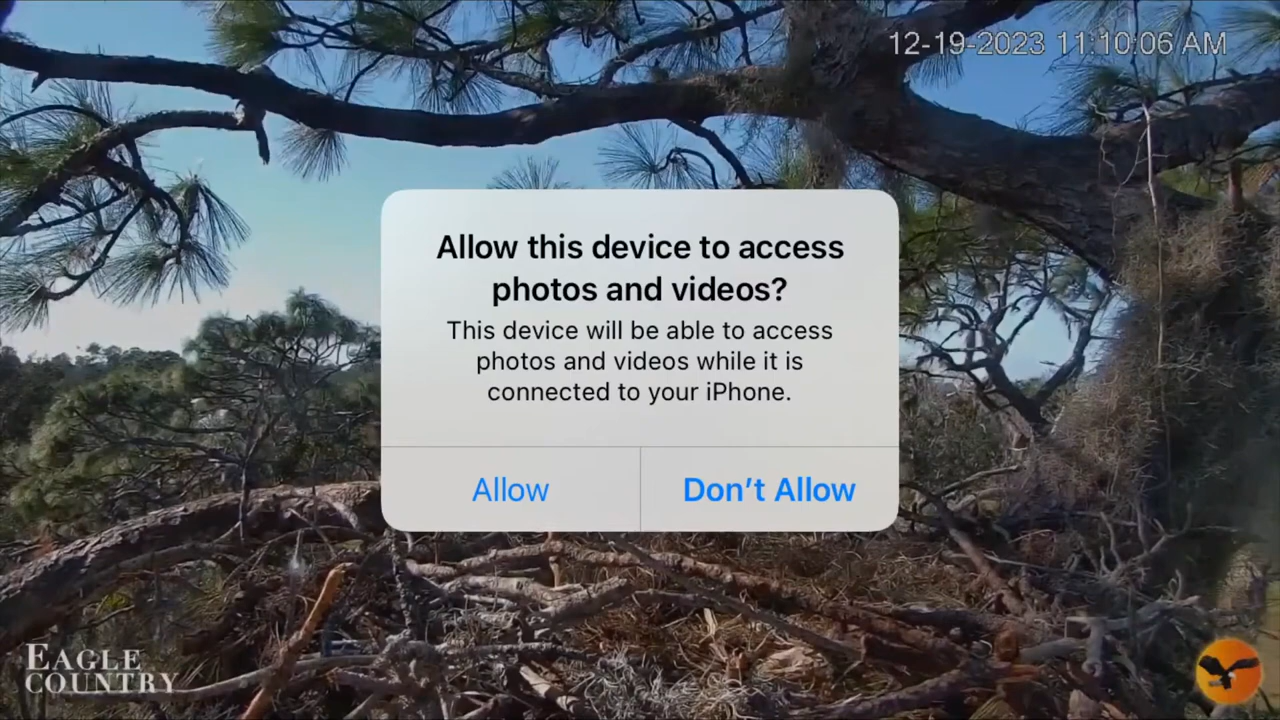 12-19-2023 11:10:06 AM
Allow this device to access
photos and videos?
This device will be able to access
photos and videos while it is
connected to your iPhone.
Allow
Don’t Allow
EAGLE
COUNTRY